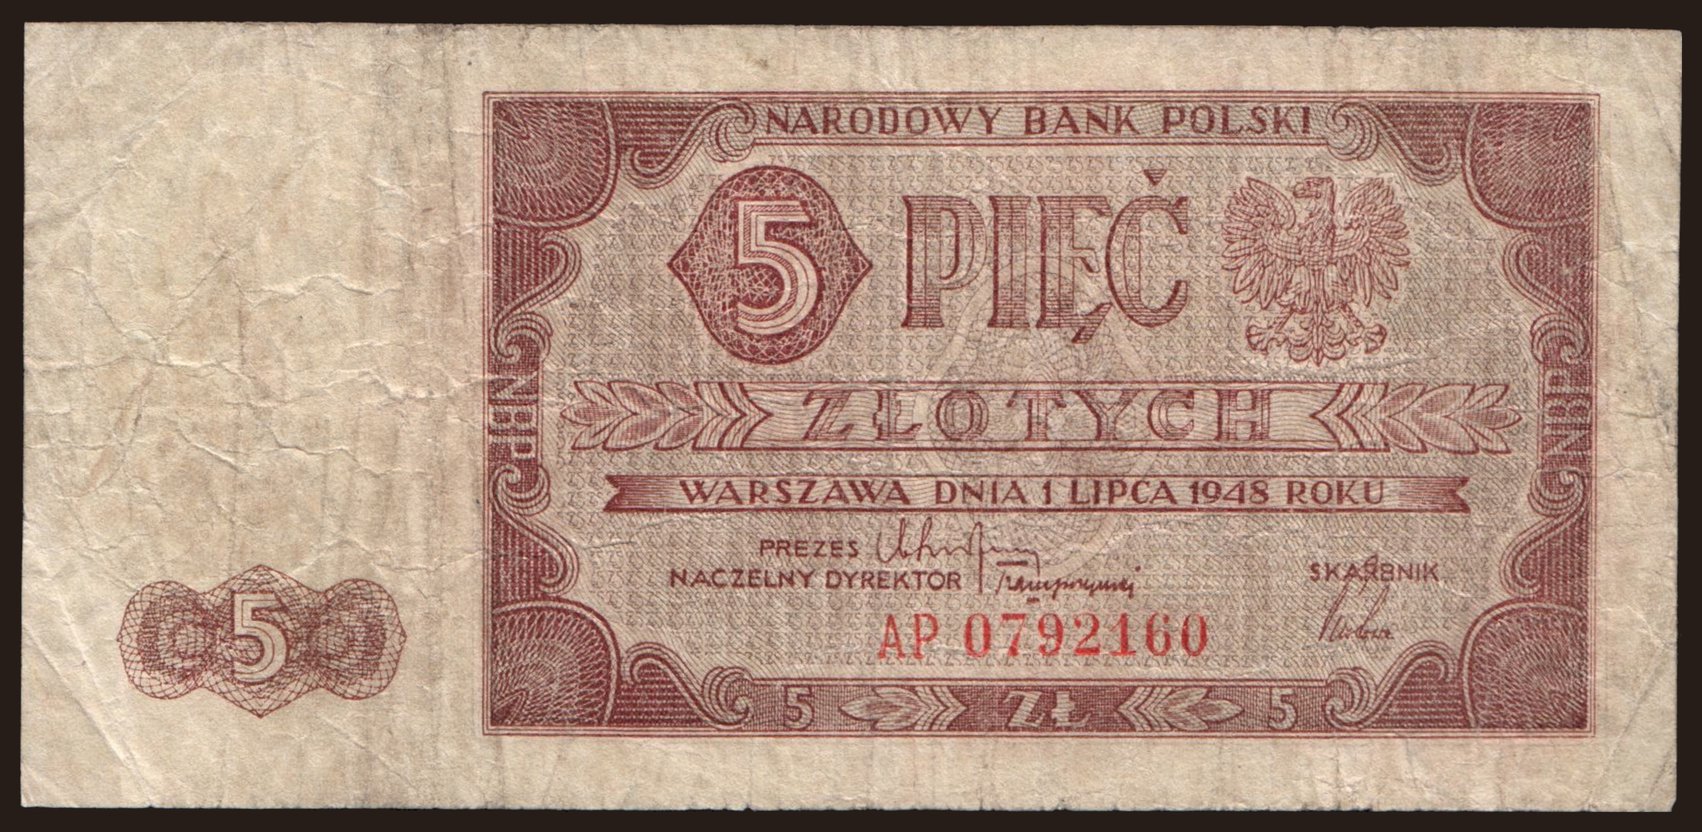 NARODOWY BANK POLSKI
5 PIĘĆ
ZŁOTYCH
NBP
NBP
WARSZAWA DNIA 1 LIPCA 1948 ROKU
PREZES
NACZELNY DYREKTOR
SKARBNIK
AP 0792160
5
5 ZŁ 5